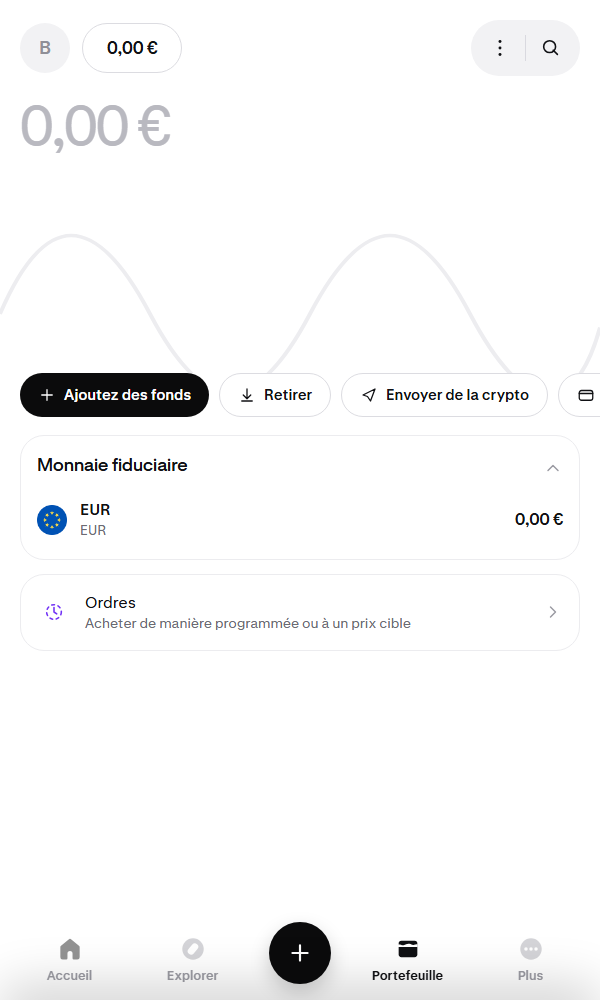 B
0,00 €
0,00 €
Ajoutez des fonds
Retirer
Envoyer de la crypto
Monnaie fiduciaire
EUR
EUR
0,00 €
Ordres
Acheter de manière programmée ou à un prix cible
Accueil
Explorer
Portefeuille
Plus